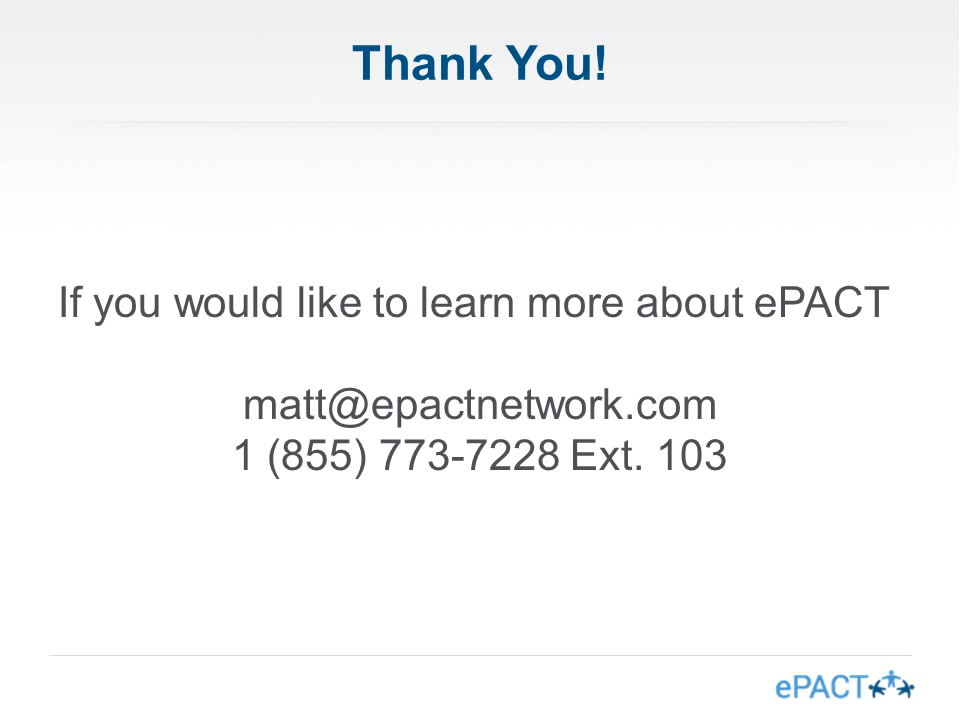 Thank You!
If you would like to learn more about ePACT
matt@epactnetwork.com
1 (855) 773-7228 Ext. 103
ePACT